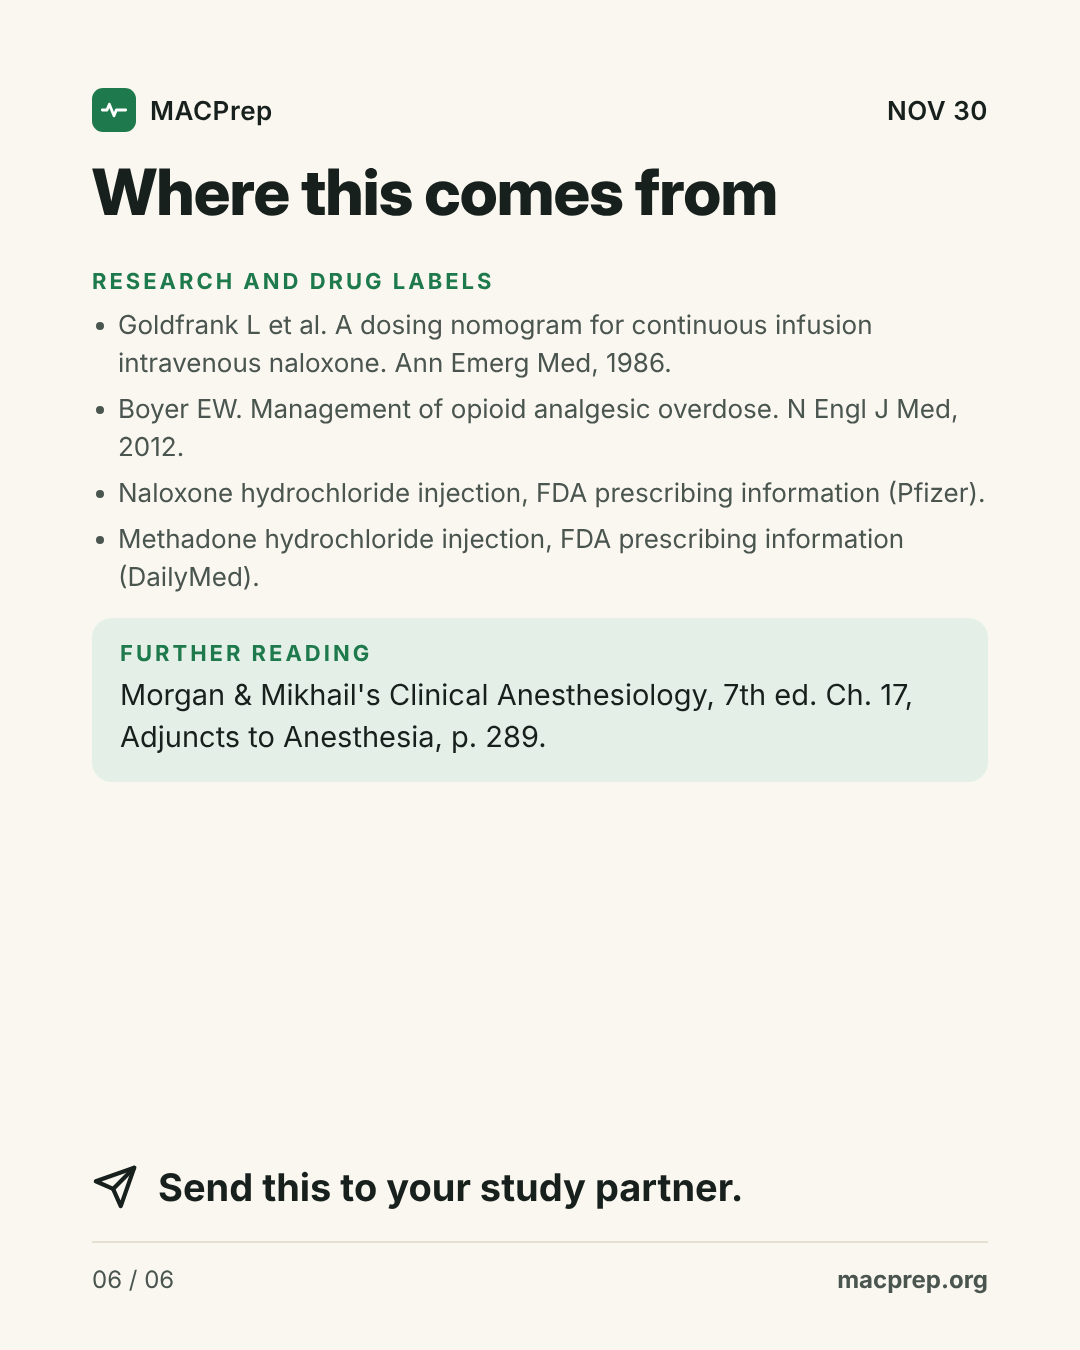 MACPrep
NOV 30
Where this comes from
RESEARCH AND DRUG LABELS
• Goldfrank L et al. A dosing nomogram for continuous infusion
intravenous naloxone. Ann Emerg Med, 1986.
• Boyer EW. Management of opioid analgesic overdose. N Engl J Med,
2012.
• Naloxone hydrochloride injection, FDA prescribing information (Pfizer).
• Methadone hydrochloride injection, FDA prescribing information
(DailyMed).
FURTHER READING
Morgan & Mikhail's Clinical Anesthesiology, 7th ed. Ch. 17,
Adjuncts to Anesthesia, p. 289.
Send this to your study partner.
06 / 06
macprep.org